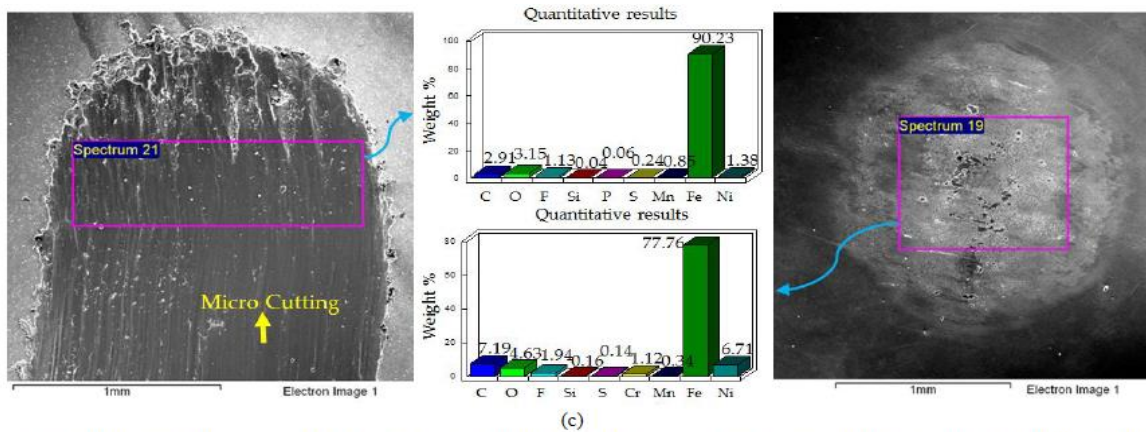 Spectrum 21
Micro Cutting
1mm
Electron Image 1
Quantitative results
Weight %
100
80
60
40
20
0
2.91 3.15 1.13 0.04 0.06 0.24 0.85 90.23 1.38
C O F Si P S Mn Fe Ni
Quantitative results
Weight %
80
60
40
20
0
7.19 4.63 1.94 0.16 0.14 1.12 0.34 77.76 6.71
C O F Si S Cr Mn Fe Ni
(c)
Spectrum 19
1mm
Electron Image 1